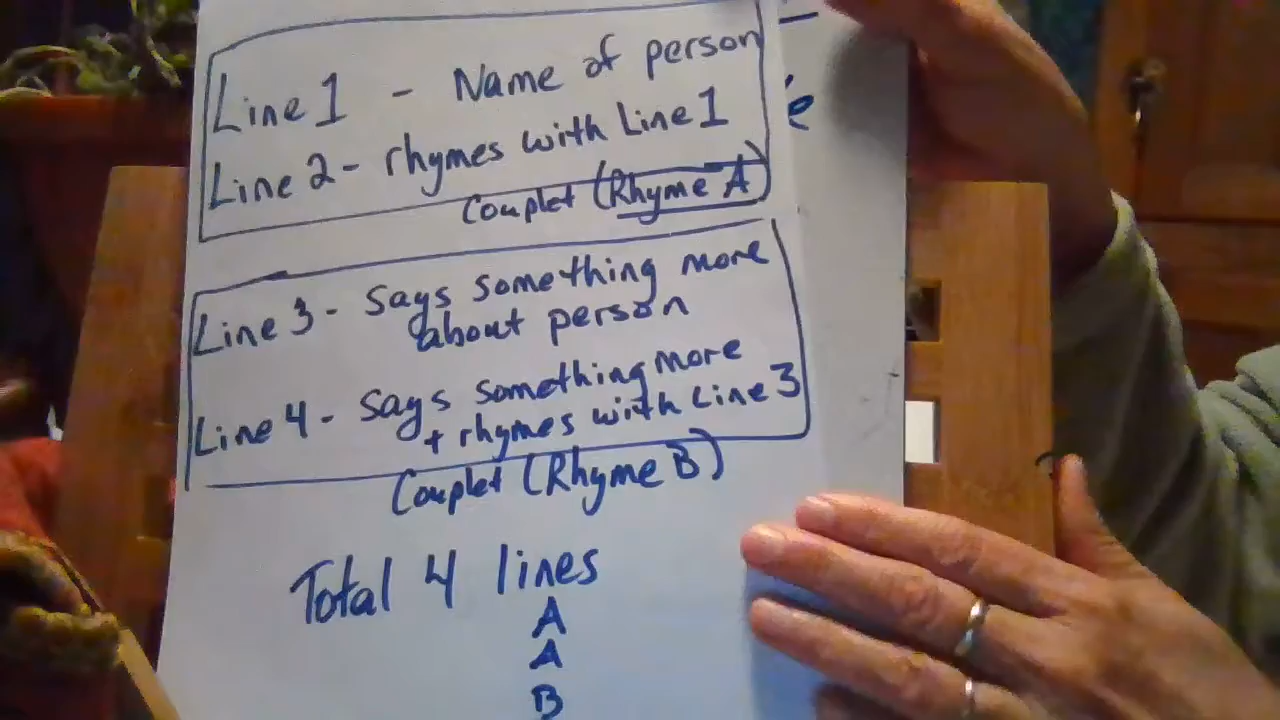 Line 1 - Name of person
Line 2 - rhymes with Line 1
Couplet (Rhyme A)
Line 3 - Says something more
about person
Line 4 - Says something more
+ rhymes with Line 3
Couplet (Rhyme B)
Total 4 lines
A
A
B